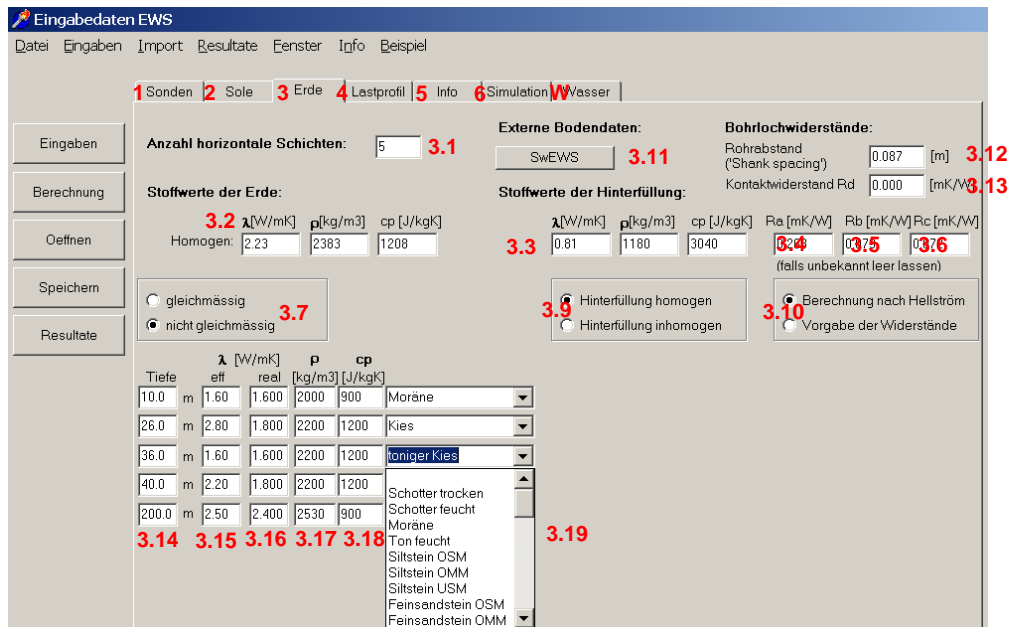 Eingabedaten EWS
Datei Eingaben Import Resultate Fenster Info Beispiel
1 Sonden 2 Sole 3 Erde 4 Lastprofil 5 Info 6 Simulation W Wasser
Eingaben
Berechnung
Oeffnen
Speichern
Resultate
Anzahl horizontale Schichten: 5 3.1
Externe Bodendaten:
SwEWS 3.11
Bohrlochwiderstände:
Rohrabstand
('Shank spacing') 0.087 [m] 3.12
Kontaktwiderstand Rd 0.000 [mK/W] 3.13
Stoffwerte der Erde:
3.2 λ[W/mK] ρ[kg/m3] cp [J/kgK]
Homogen: 2.23 2383 1208
Stoffwerte der Hinterfüllung:
λ[W/mK] ρ[kg/m3] cp [J/kgK] Ra [mK/W] Rb [mK/W] Rc [mK/W]
3.3 0.81 1180 3040 3.4 3.5 3.6
(falls unbekannt leer lassen)
gleichmässig
nicht gleichmässig
3.7
Hinterfüllung homogen
Hinterfüllung inhomogen
3.9
Berechnung nach Hellström
Vorgabe der Widerstände
3.10
λ [W/mK] ρ cp
Tiefe eff real [kg/m3] [J/kgK]
10.0 m 1.60 1.600 2000 900 Moräne
26.0 m 2.80 1.800 2200 1200 Kies
36.0 m 1.60 1.600 2200 1200 toniger Kies
40.0 m 2.20 1.800 2200 1200
200.0 m 2.50 2.400 2530 900
3.14 3.15 3.16 3.17 3.18
Schotter trocken
Schotter feucht
Moräne
Ton feucht
Siltstein OSM
Siltstein OMM
Siltstein USM
Feinsandstein OSM
Feinsandstein OMM
3.19